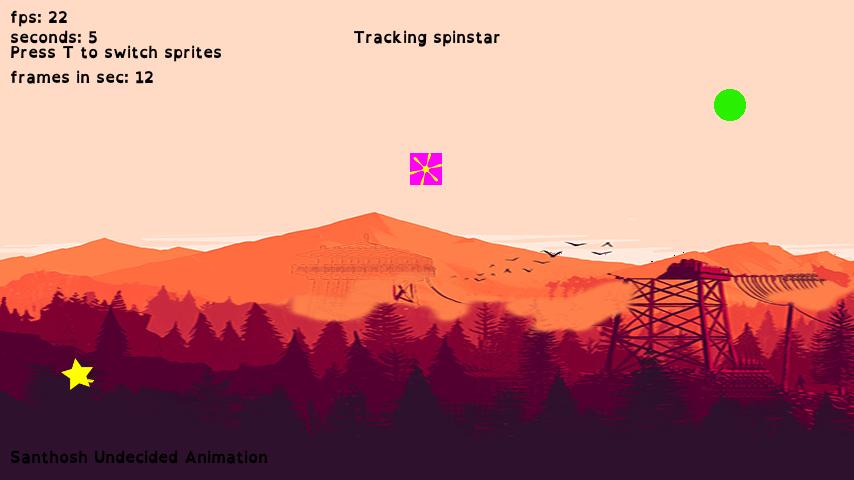 fps: 22
seconds: 5
Tracking spinstar
Press T to switch sprites
frames in sec: 12
Santhosh Undecided Animation